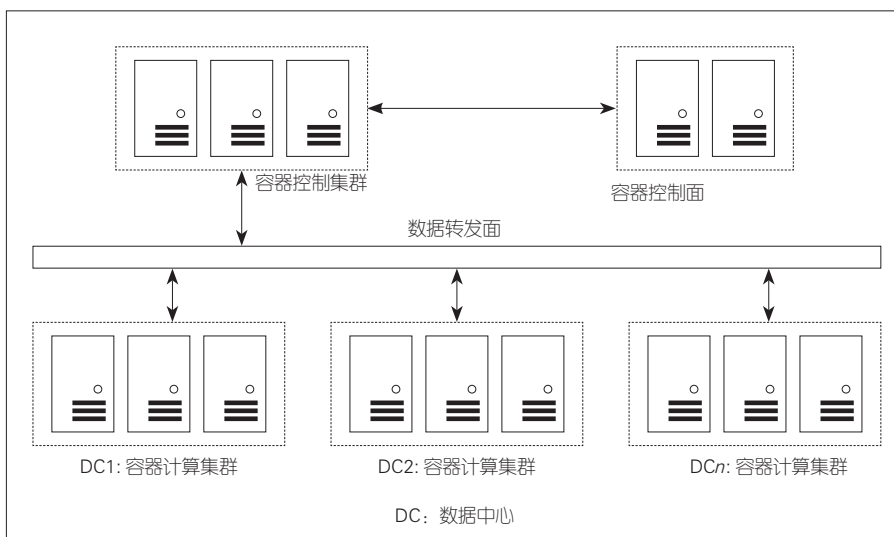 容器控制集群
容器控制面
数据转发面
DC1: 容器计算集群
DC2: 容器计算集群
DCn: 容器计算集群
DC：数据中心